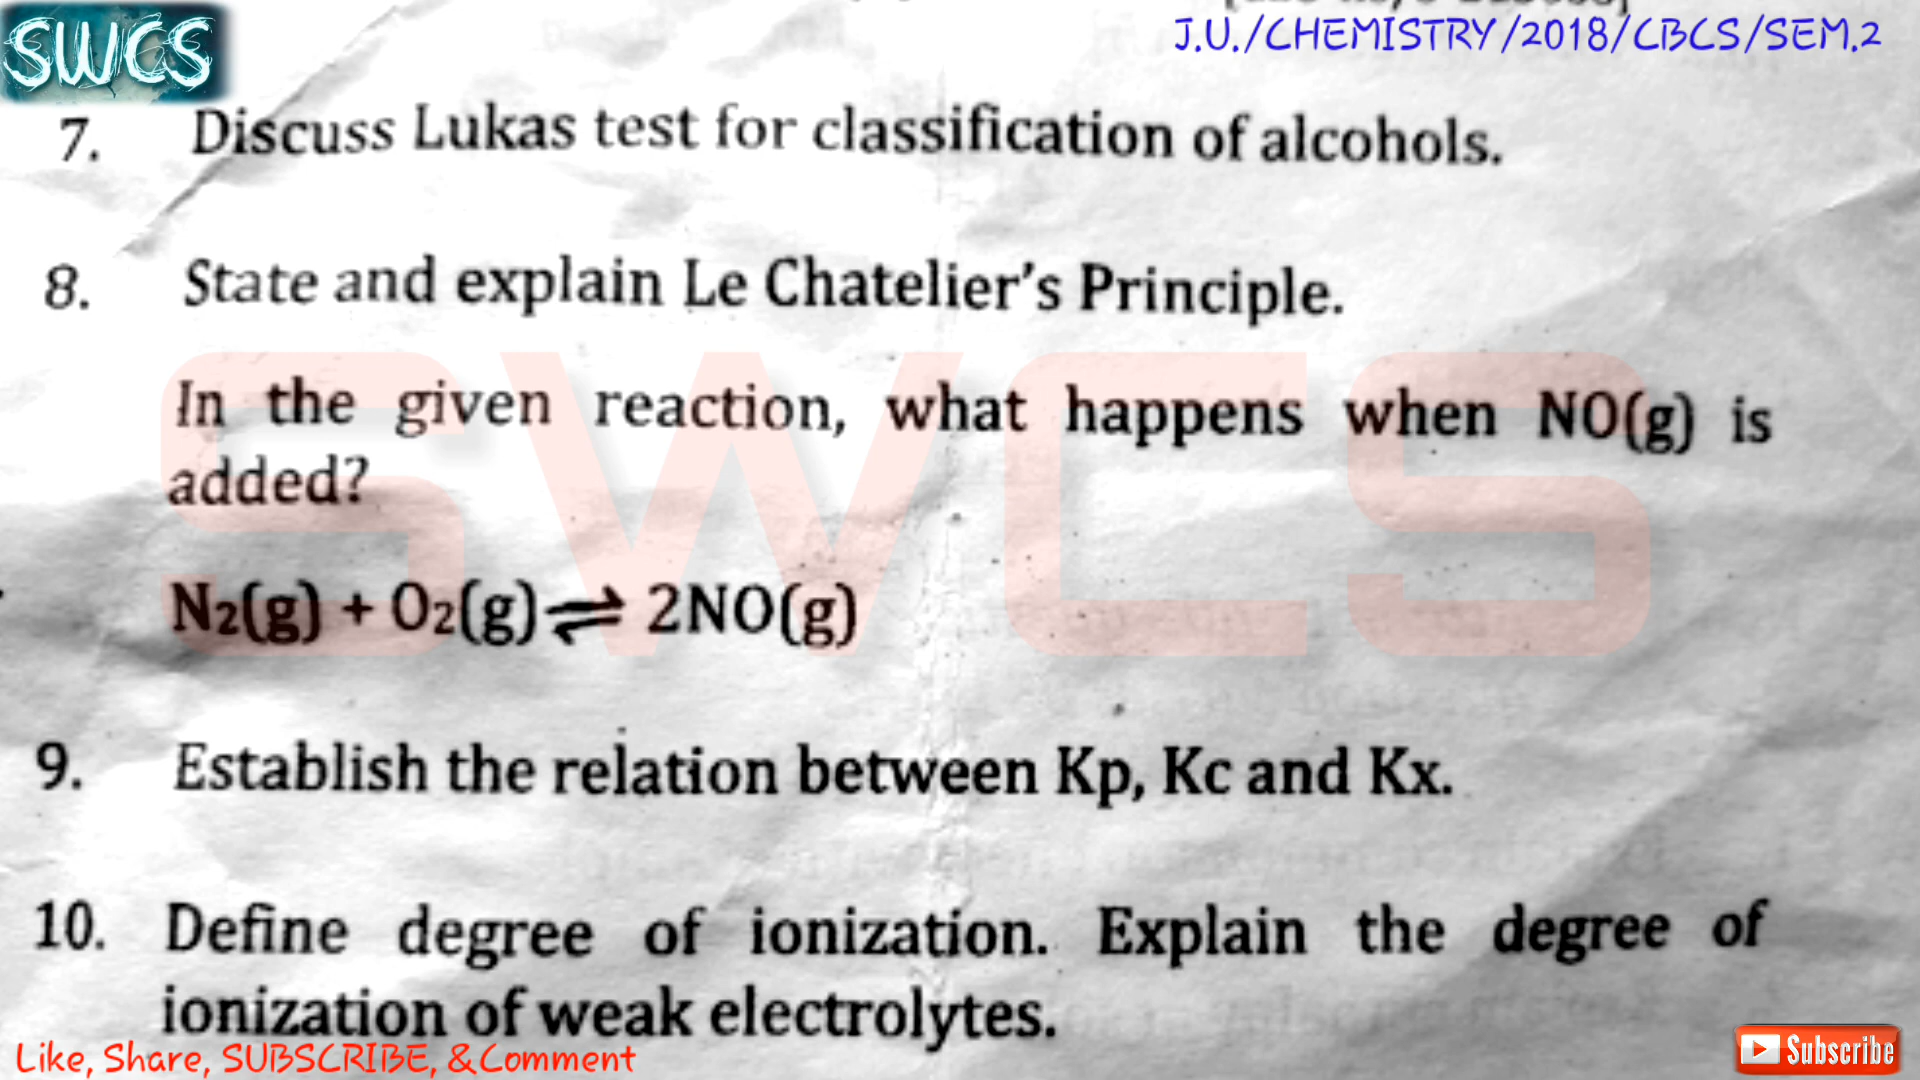 SWCS
J.U./CHEMISTRY/2018/CBCS/SEM.2
7. Discuss Lukas test for classification of alcohols.
8. State and explain Le Chatelier's Principle.
In the given reaction, what happens when NO(g) is
added?
SWCS
N2(g) + O2(g) ⇌ 2NO(g)
9. Establish the relation between Kp, Kc and Kx.
10. Define degree of ionization. Explain the degree of
ionization of weak electrolytes.
Like, Share, SUBSCRIBE, & Comment
Subscribe